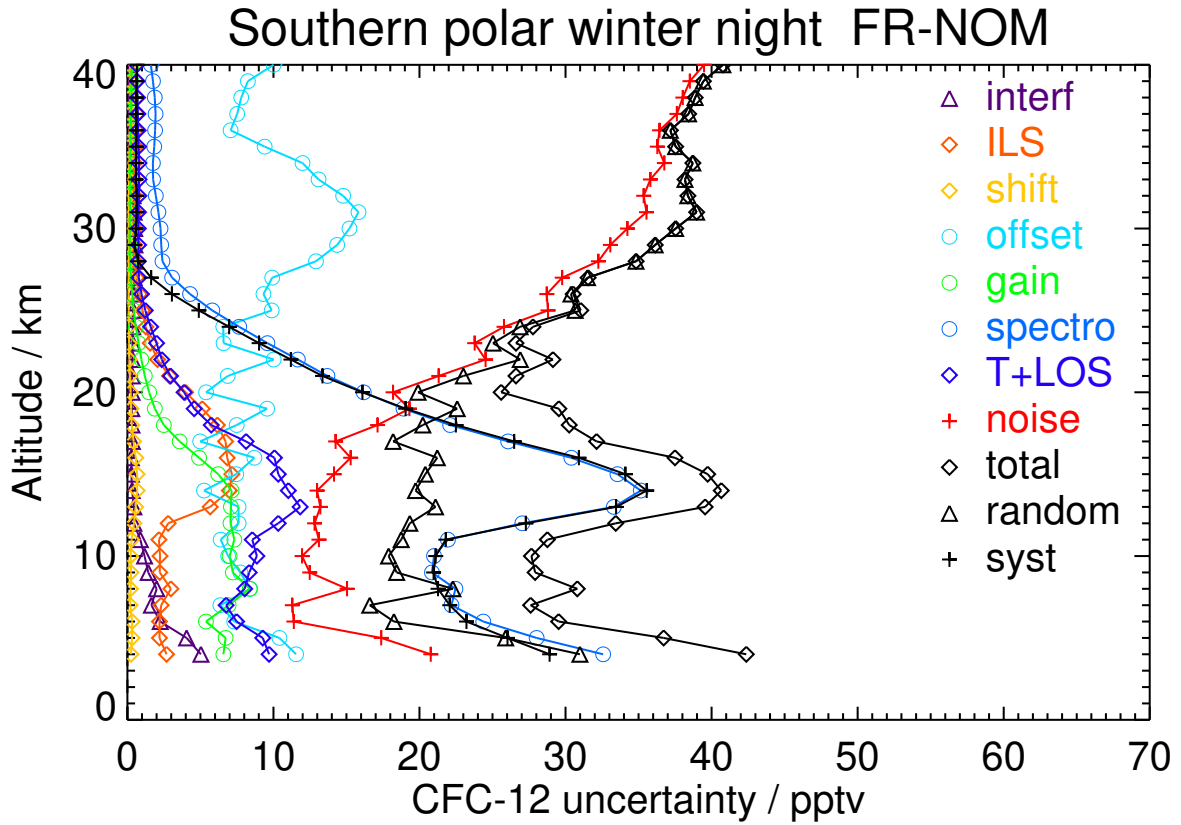 Southern polar winter night FR-NOM
40
30
20
10
0
Altitude / km
interf
ILS
shift
offset
gain
spectro
T+LOS
noise
total
random
syst
0 10 20 30 40 50 60 70
CFC-12 uncertainty / pptv